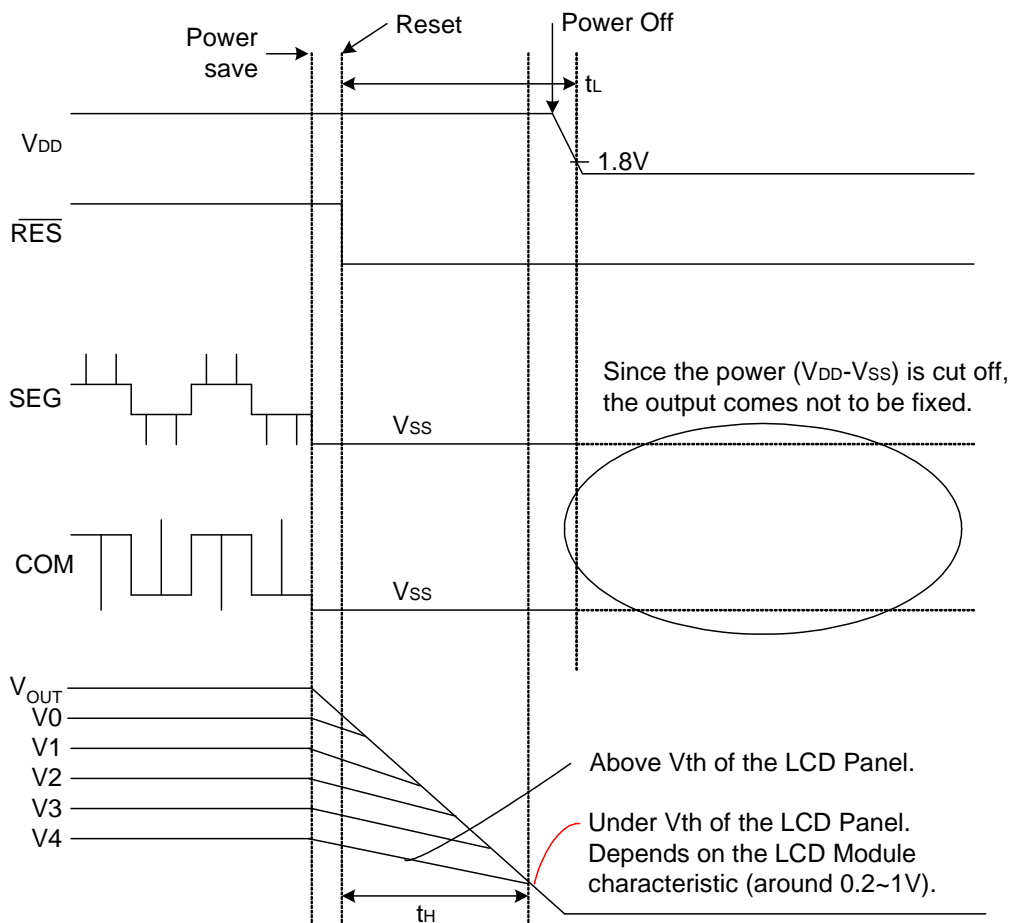 Power
save
Reset
Power Off
tL
VDD
1.8V
RES
SEG
Since the power (VDD-VSS) is cut off,
the output comes not to be fixed.
VSS
COM
VSS
VOUT
V0
V1
V2
V3
V4
Above Vth of the LCD Panel.
Under Vth of the LCD Panel.
Depends on the LCD Module
characteristic (around 0.2~1V).
tH